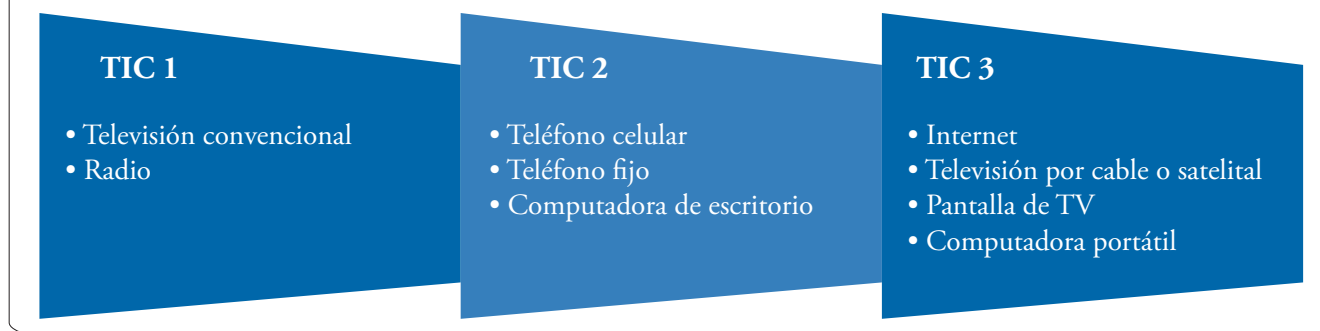 TIC 1
• Televisión convencional
• Radio
TIC 2
• Teléfono celular
• Teléfono fijo
• Computadora de escritorio
TIC 3
• Internet
• Televisión por cable o satelital
• Pantalla de TV
• Computadora portátil